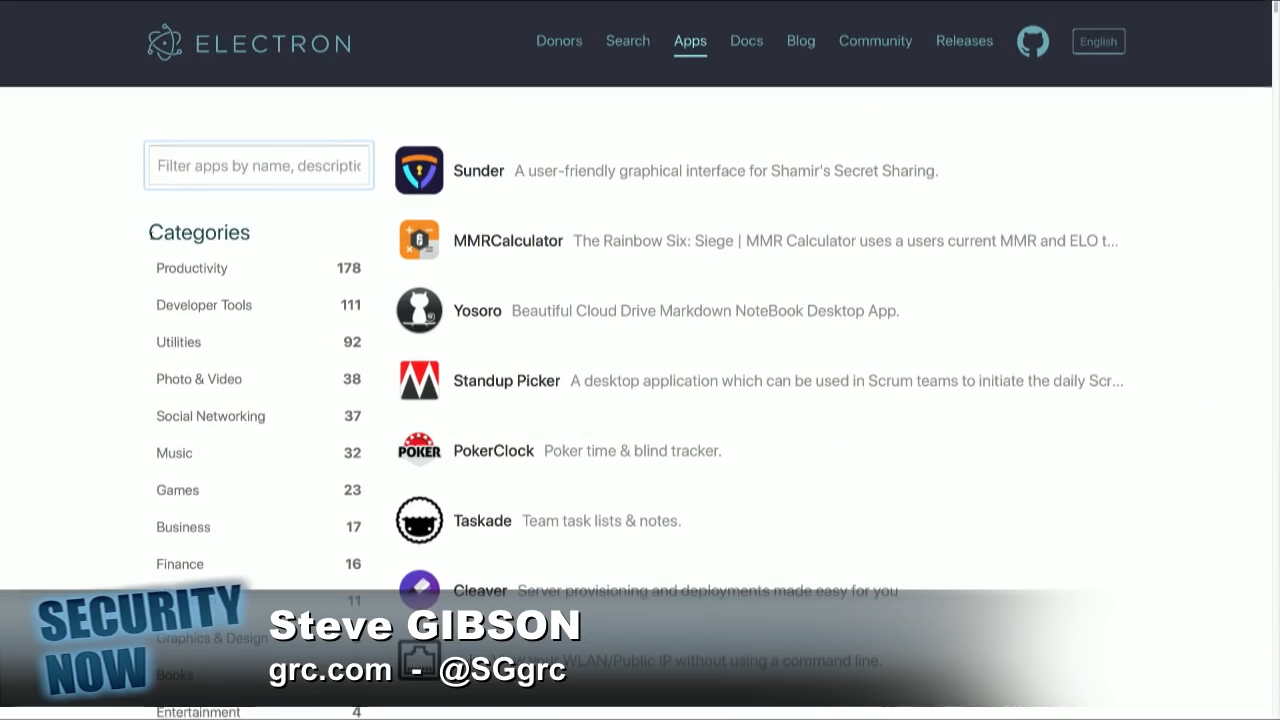 ELECTRON
Donors Search Apps Docs Blog Community Releases English
Filter apps by name, descriptic
Categories
Productivity 178
Developer Tools 111
Utilities 92
Photo & Video 38
Social Networking 37
Music 32
Games 23
Business 17
Finance 16
11
Graphics & Design
Books
Entertainment 4
Sunder A user-friendly graphical interface for Shamir's Secret Sharing.
MMRCalculator The Rainbow Six: Siege | MMR Calculator uses a users current MMR and ELO t...
Yosoro Beautiful Cloud Drive Markdown NoteBook Desktop App.
Standup Picker A desktop application which can be used in Scrum teams to initiate the daily Scr...
POKER
PokerClock Poker time & blind tracker.
Taskade Team task lists & notes.
Cleaver Server provisioning and deployments made easy for you
your WLAN/Public IP without using a command line.
SECURITY
NOW
Steve GIBSON
grc.com - @SGgrc